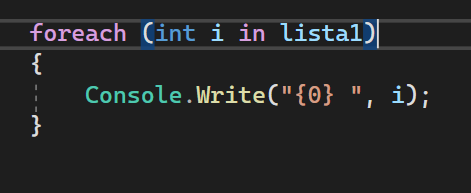 foreach (int i in lista1)
{
    Console.Write("{0} ", i);
}